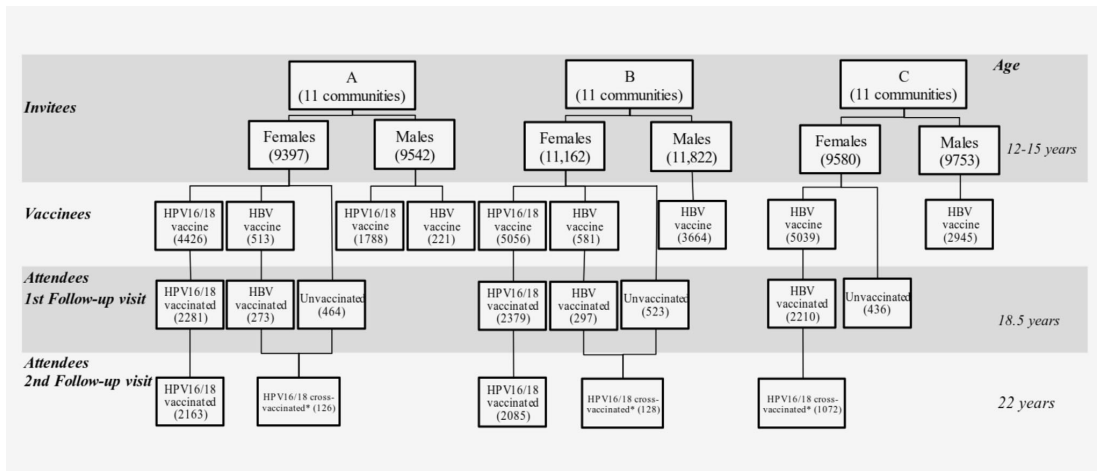 Age
A
(11 communities)
B
(11 communities)
C
(11 communities)
Invitees
Females
(9397)
Males
(9542)
Females
(11,162)
Males
(11,822)
Females
(9580)
Males
(9753)
12-15 years
Vaccinees
HPV16/18
vaccine
(4426)
HBV
vaccine
(513)
HPV16/18
vaccine
(1788)
HBV
vaccine
(221)
HPV16/18
vaccine
(5056)
HBV
vaccine
(581)
HBV
vaccine
(3664)
HBV
vaccine
(5039)
HBV
vaccine
(2945)
Attendees
1st Follow-up visit
HPV16/18
vaccinated
(2281)
HBV
vaccinated
(273)
Unvaccinated
(464)
HPV16/18
vaccinated
(2379)
HBV
vaccinated
(297)
Unvaccinated
(523)
HBV
vaccinated
(2210)
Unvaccinated
(436)
18.5 years
Attendees
2nd Follow-up visit
HPV16/18
vaccinated
(2163)
HPV16/18 cross-
vaccinated* (126)
HPV16/18
vaccinated
(2085)
HPV16/18 cross-
vaccinated* (128)
HPV16/18 cross-
vaccinated* (1072)
22 years